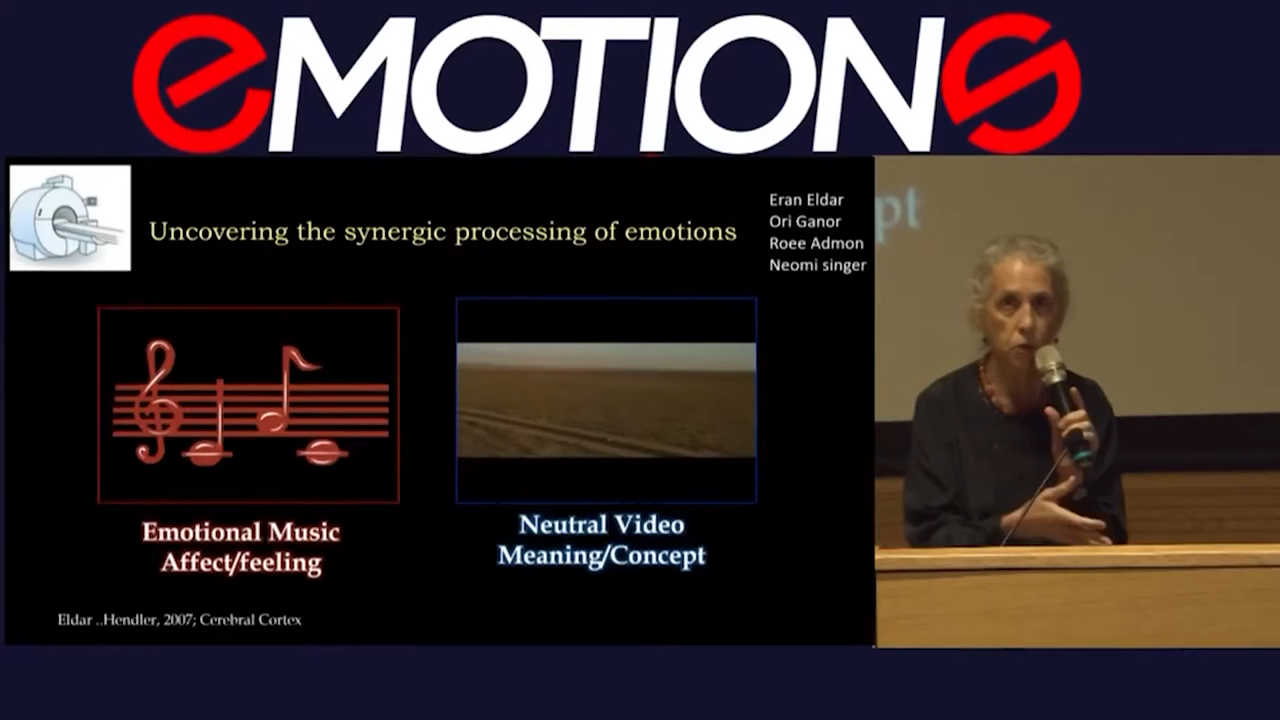 eMOTIONS
Uncovering the synergic processing of emotions
Eran Eldar
Ori Ganor
Roee Admon
Neomi singer
pt
Emotional Music
Affect/feeling
Neutral Video
Meaning/Concept
Eldar ..Hendler, 2007; Cerebral Cortex